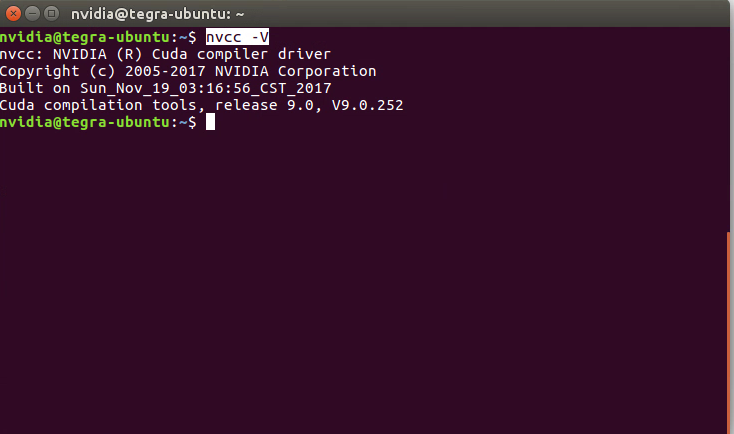 nvidia@tegra-ubuntu: ~
nvidia@tegra-ubuntu:~$ nvcc -V
nvcc: NVIDIA (R) Cuda compiler driver
Copyright (c) 2005-2017 NVIDIA Corporation
Built on Sun_Nov_19_03:16:56_CST_2017
Cuda compilation tools, release 9.0, V9.0.252
nvidia@tegra-ubuntu:~$